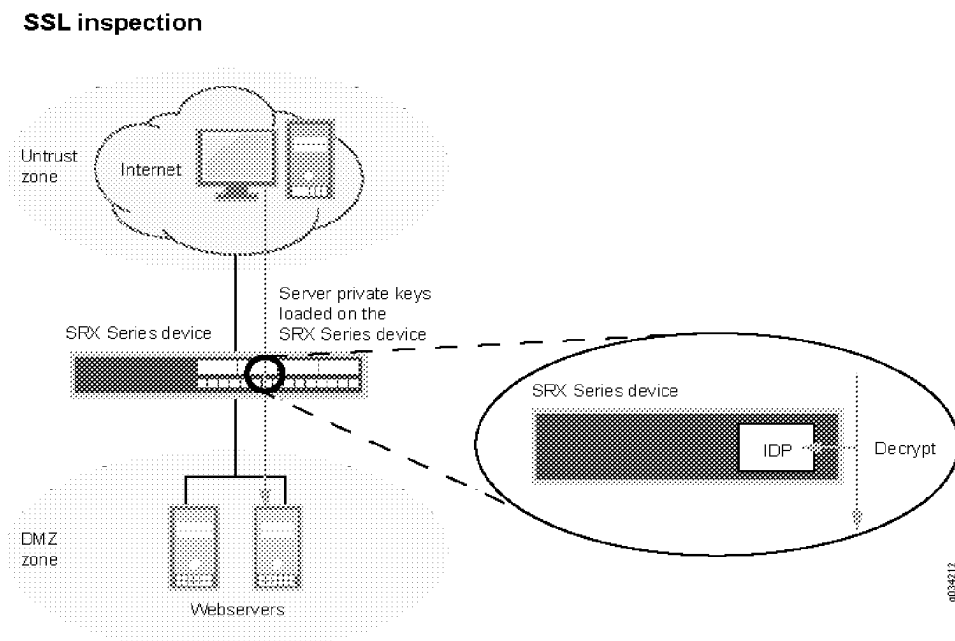 SSL inspection
Untrust
zone
Internet
Server private keys
loaded on the
SRX Series device
SRX Series device
SRX Series device
IDP
Decrypt
DMZ
zone
Webservers
g034212